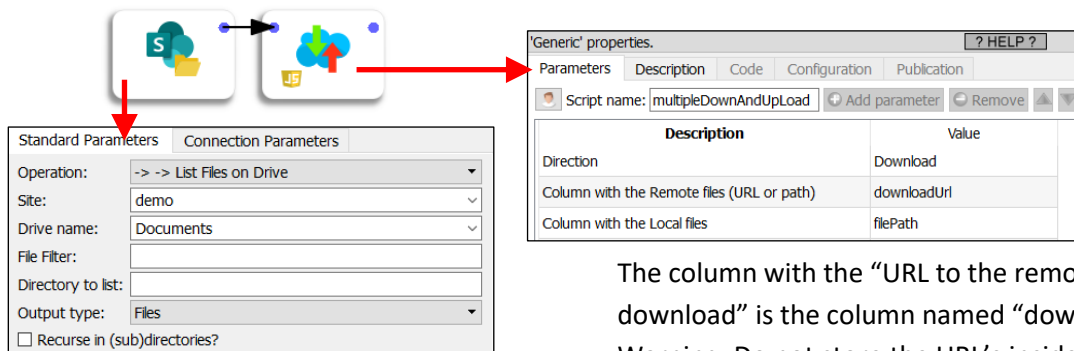 S
JS
'Generic' properties.
? HELP ?
Parameters Description Code Configuration Publication
Script name: multipleDownAndUpLoad Add parameter Remove
Description Value
Direction Download
Column with the Remote files (URL or path) downloadUrl
Column with the Local files filePath
Standard Parameters Connection Parameters
Operation: -> -> List Files on Drive
Site: demo
Drive name: Documents
File Filter:
Directory to list:
Output type: Files
Recurse in (sub)directories?
The column with the “URL to the remo
download” is the column named “dow